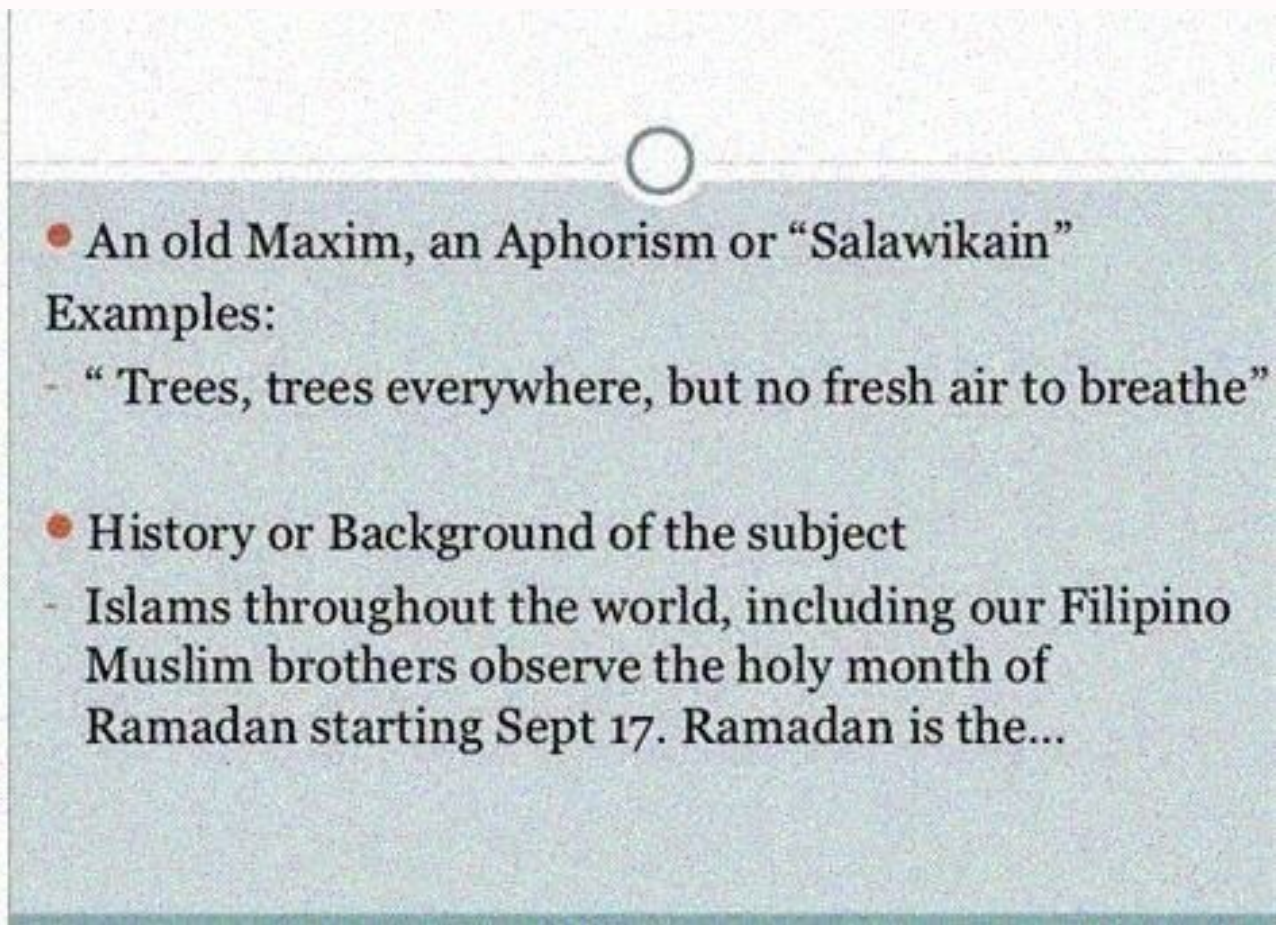 • An old Maxim, an Aphorism or “Salawikain”
Examples:
- “ Trees, trees everywhere, but no fresh air to breathe”
• History or Background of the subject
- Islams throughout the world, including our Filipino
Muslim brothers observe the holy month of
Ramadan starting Sept 17. Ramadan is the...